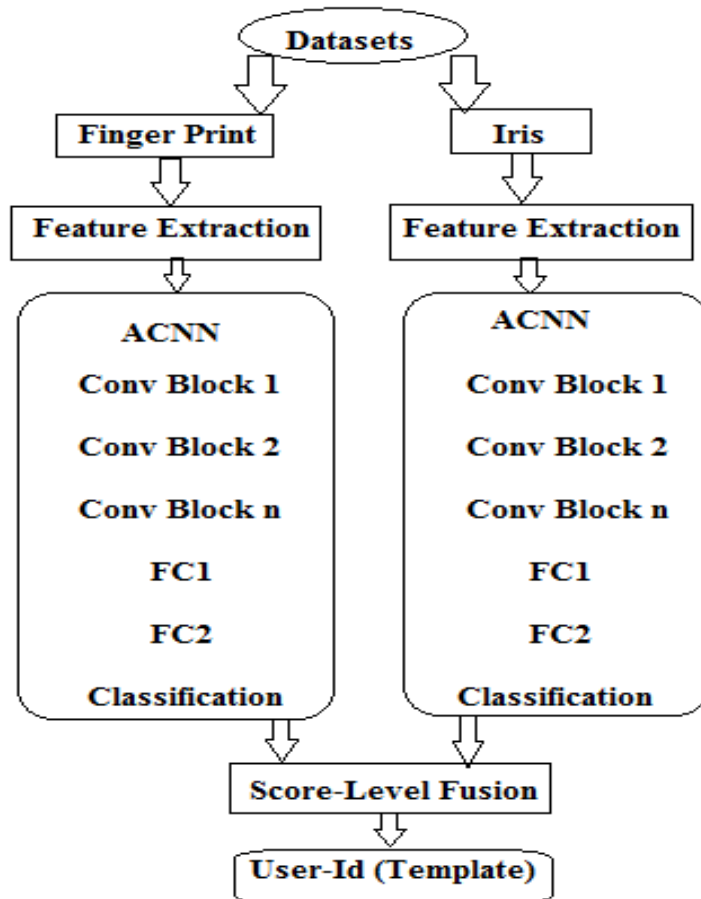 Datasets
Finger Print
Iris
Feature Extraction
Feature Extraction
ACNN
Conv Block 1
Conv Block 2
Conv Block n
FC1
FC2
Classification
ACNN
Conv Block 1
Conv Block 2
Conv Block n
FC1
FC2
Classification
Score-Level Fusion
User-Id (Template)